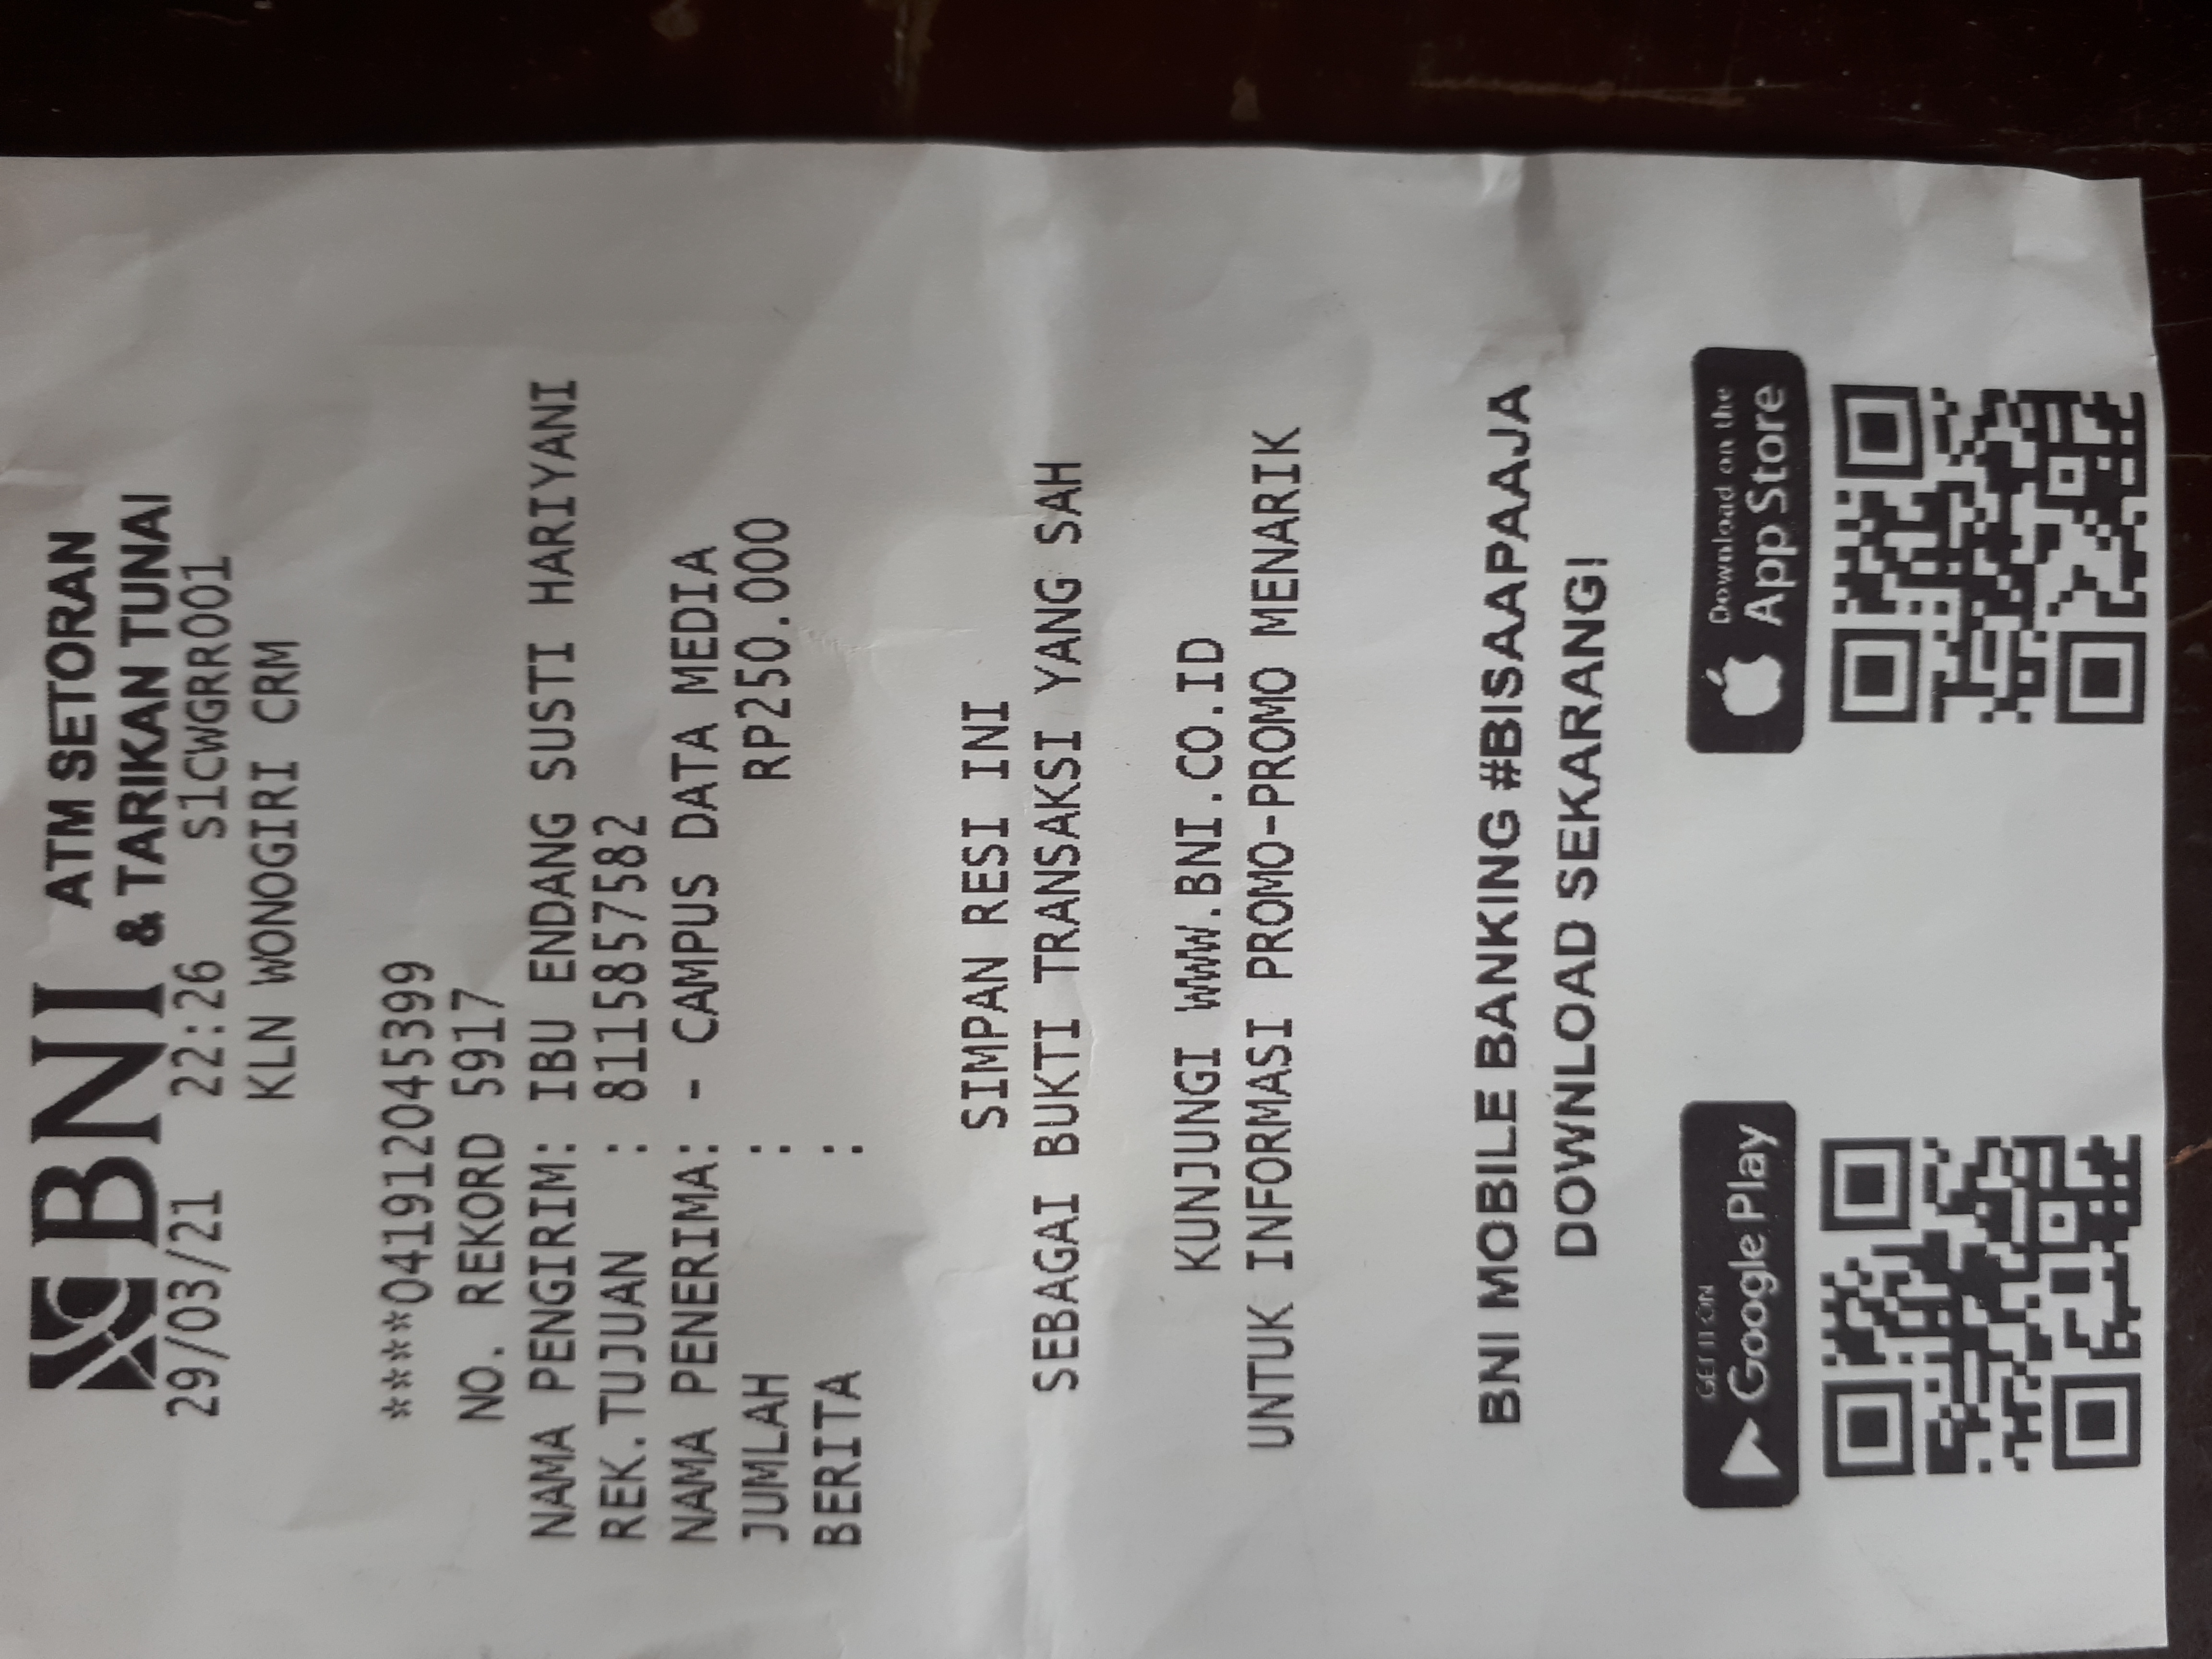 BNI ATM SETORAN
& TARIKAN TUNAI
29/03/21 22:26 S1CWGRR001
KLN WONOGIRI CRM
*****0419120453​99
NO. REKORD 5917
NAMA PENGIRIM: IBU ENDANG SUSTI HARIYANI
REK.TUJUAN : 8115857582
NAMA PENERIMA: - CAMPUS DATA MEDIA
JUMLAH : RP250.000
BERITA :
SIMPAN RESI INI
SEBAGAI BUKTI TRANSAKSI YANG SAH
KUNJUNGI WWW.BNI.CO.ID
UNTUK INFORMASI PROMO-PROMO MENARIK
BNI MOBILE BANKING #BISAAPAAJA
DOWNLOAD SEKARANG!
GET IT ON
Google Play
Download on the
App Store